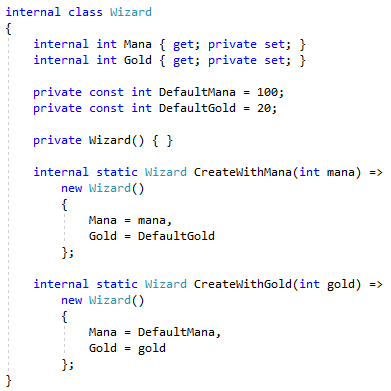 internal class Wizard
{
    internal int Mana { get; private set; }
    internal int Gold { get; private set; }

    private const int DefaultMana = 100;
    private const int DefaultGold = 20;

    private Wizard() { }

    internal static Wizard CreateWithMana(int mana) =>
        new Wizard()
        {
            Mana = mana,
            Gold = DefaultGold
        };

    internal static Wizard CreateWithGold(int gold) =>
        new Wizard()
        {
            Mana = DefaultMana,
            Gold = gold
        };
}